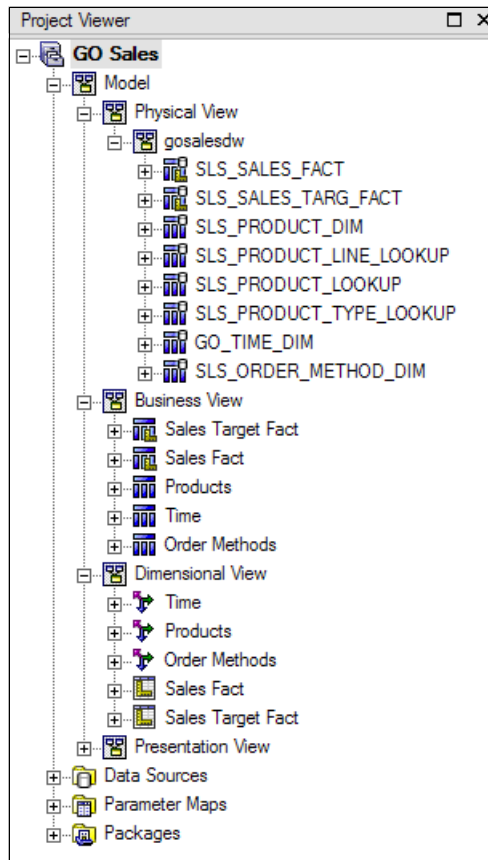 Project Viewer
GO Sales
Model
Physical View
gosalesdw
SLS_SALES_FACT
SLS_SALES_TARG_FACT
SLS_PRODUCT_DIM
SLS_PRODUCT_LINE_LOOKUP
SLS_PRODUCT_LOOKUP
SLS_PRODUCT_TYPE_LOOKUP
GO_TIME_DIM
SLS_ORDER_METHOD_DIM
Business View
Sales Target Fact
Sales Fact
Products
Time
Order Methods
Dimensional View
Time
Products
Order Methods
Sales Fact
Sales Target Fact
Presentation View
Data Sources
Parameter Maps
Packages